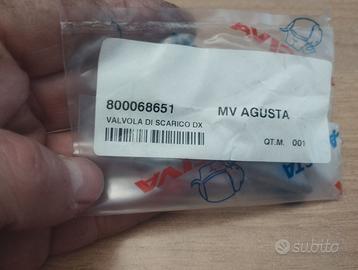 800068651 MV AGUSTA
VALVOLA DI SCARICO DX
QT.M. 001
subito